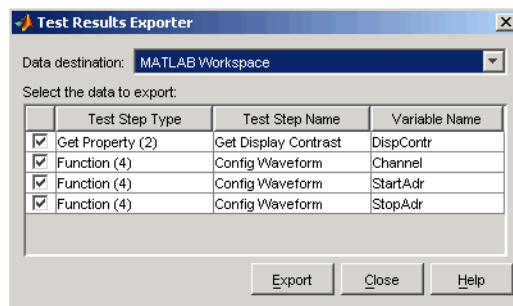 Test Results Exporter
Data destination: MATLAB Workspace
Select the data to export:
Test Step Type Test Step Name Variable Name
Get Property (2) Get Display Contrast DispContr
Function (4) Config Waveform Channel
Function (4) Config Waveform StartAdr
Function (4) Config Waveform StopAdr
Export Close Help